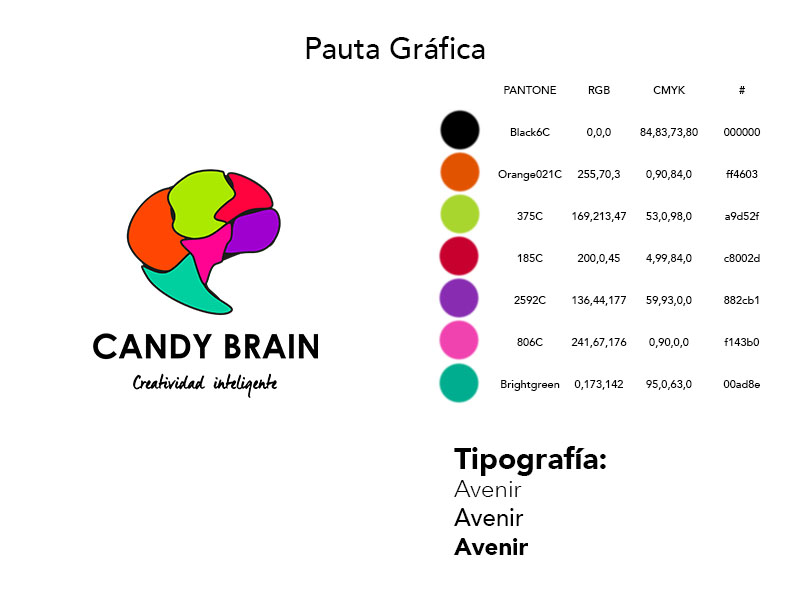 Pauta Gráfica
PANTONE RGB CMYK #
Black6C 0,0,0 84,83,73,80 000000
Orange021C 255,70,3 0,90,84,0 ff4603
375C 169,213,47 53,0,98,0 a9d52f
185C 200,0,45 4,99,84,0 c8002d
2592C 136,44,177 59,93,0,0 882cb1
806C 241,67,176 0,90,0,0 f143b0
Brightgreen 0,173,142 95,0,63,0 00ad8e
CANDY BRAIN
Creatividad inteligente
Tipografía:
Avenir
Avenir
Avenir